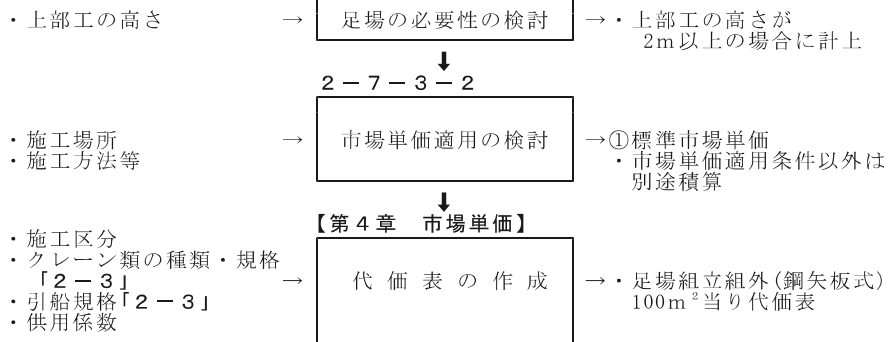 ・上部工の高さ → 足場の必要性の検討 →・上部工の高さが
2m以上の場合に計上
２－７－３－２
・施工場所 → 市場単価適用の検討 →①標準市場単価
・施工方法等 ・市場単価適用条件以外は
別途積算
【第４章 市場単価】
・施工区分
・クレーン類の種類・規格
「２－３」 → 代価表の作成 →・足場組立組外(鋼矢板式)
・引船規格「２－３」 100m²当り代価表
・供用係数